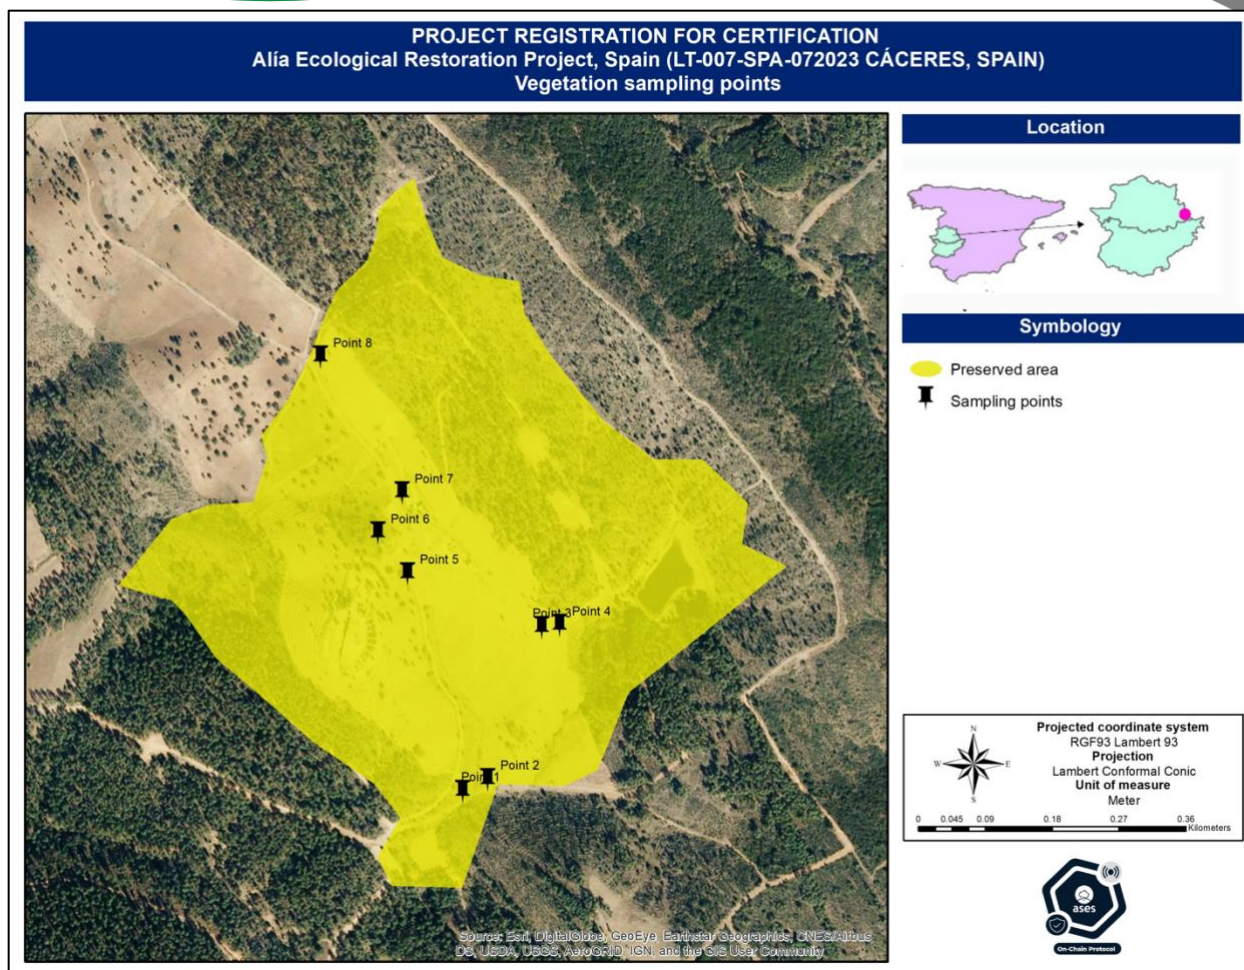 PROJECT REGISTRATION FOR CERTIFICATION
Alía Ecological Restoration Project, Spain (LT-007-SPA-072023 CÁCERES, SPAIN)
Vegetation sampling points
Location
Symbology
Preserved area
Sampling points
Point 8
Point 7
Point 6
Point 5
Point 3
Point 4
Point 2
Point 1
Projected coordinate system
RGF93 Lambert 93
Projection
Lambert Conformal Conic
Unit of measure
Meter
N
W
E
S
0 0.045 0.09 0.18 0.27 0.36
Kilometers
ases
On-Chain Protocol
Source: Esri, DigitalGlobe, GeoEye, Earthstar Geographics, CNES/Airbus
DS, USDA, USGS, AeroGRID, IGN, and the GIS User Community